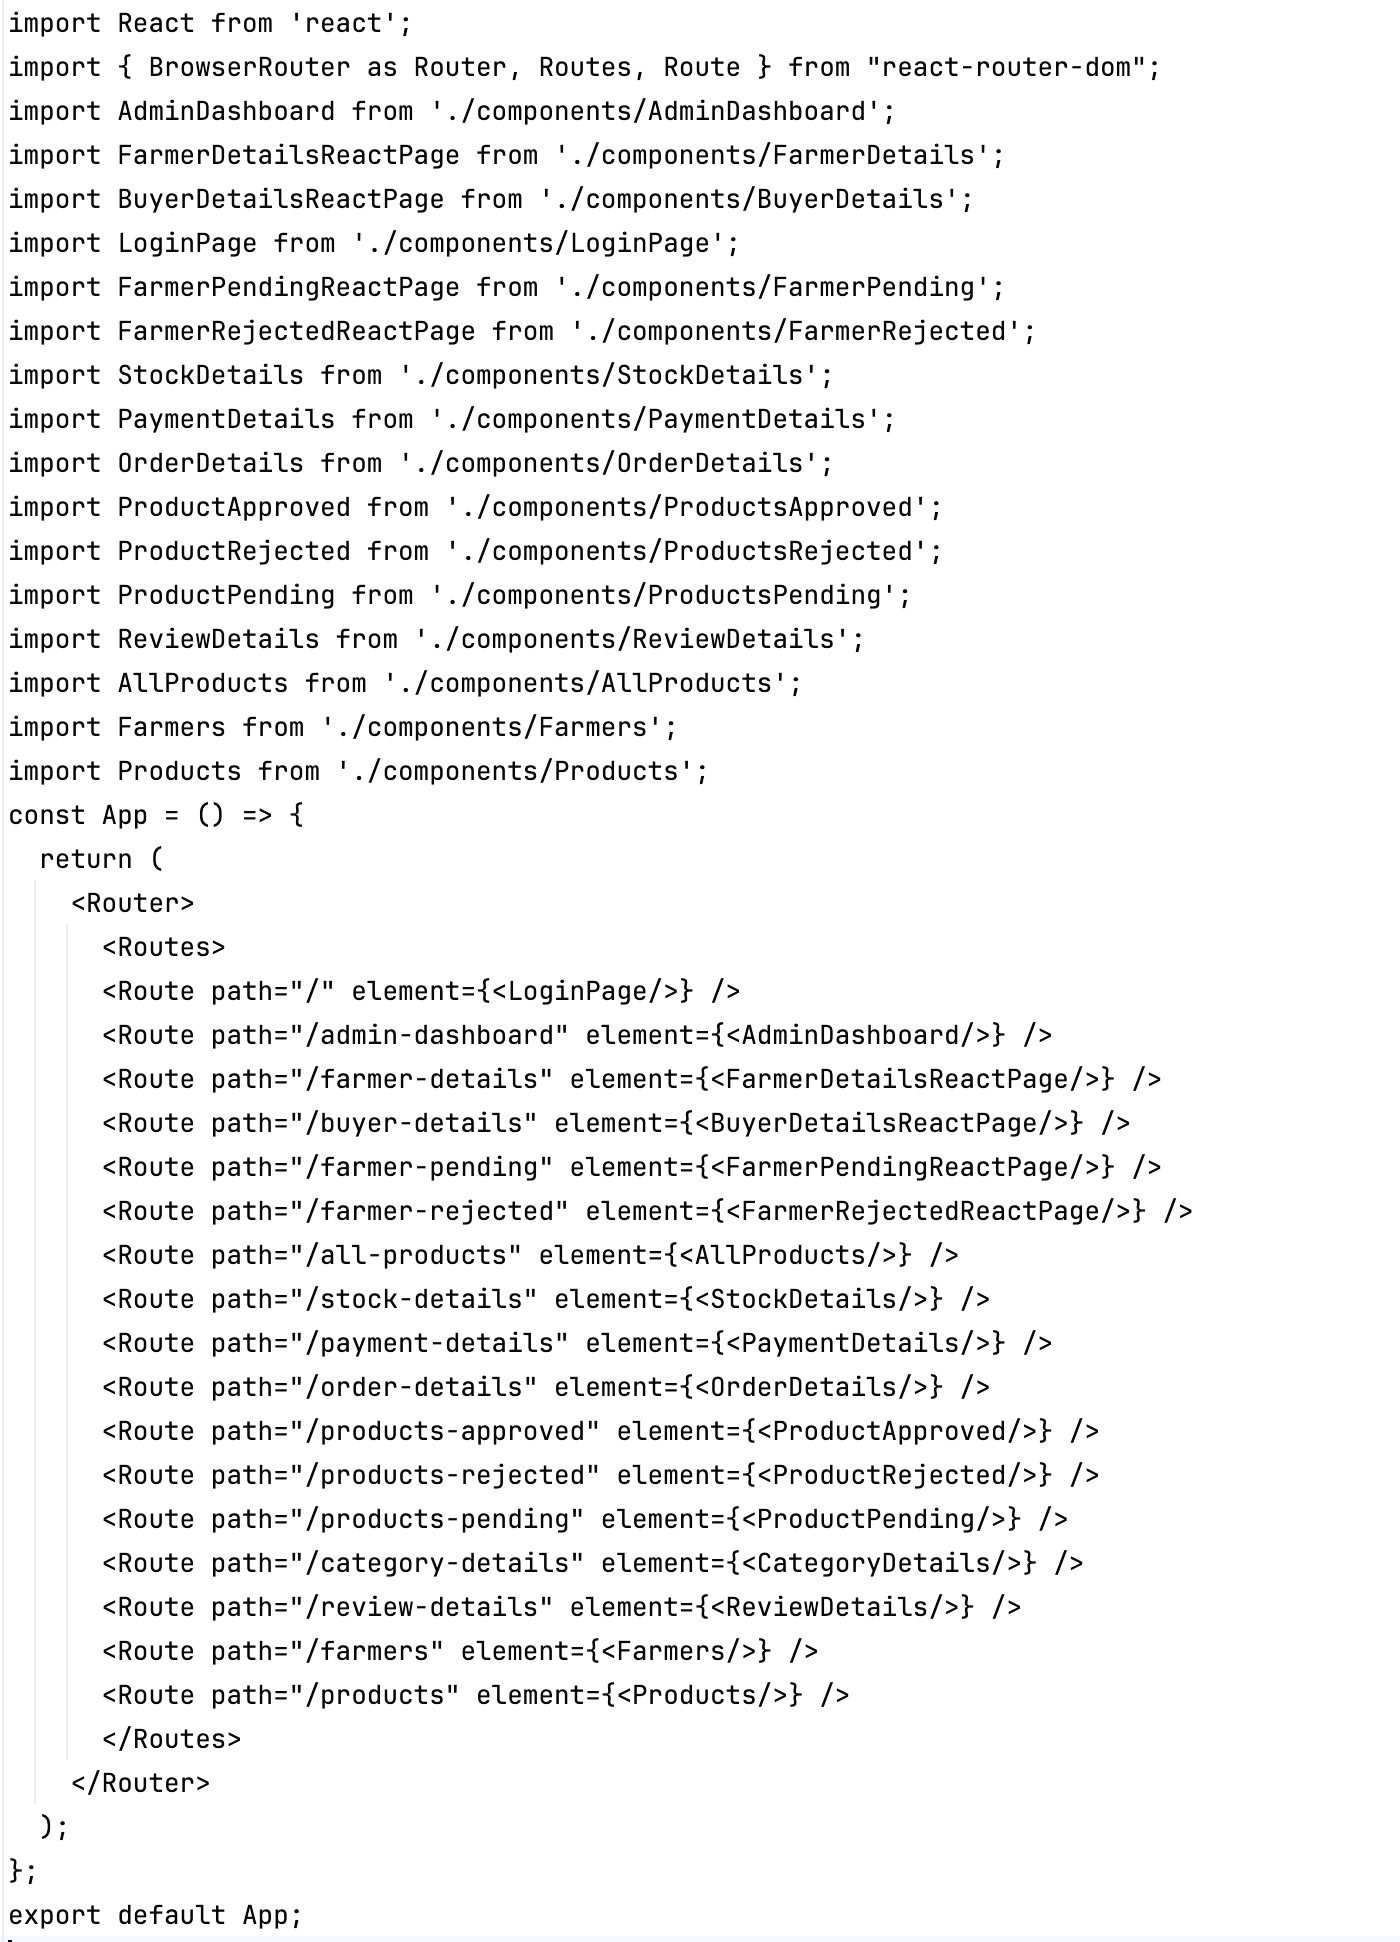 import React from 'react';
import { BrowserRouter as Router, Routes, Route } from "react-router-dom";
import AdminDashboard from './components/AdminDashboard';
import FarmerDetailsReactPage from './components/FarmerDetails';
import BuyerDetailsReactPage from './components/BuyerDetails';
import LoginPage from './components/LoginPage';
import FarmerPendingReactPage from './components/FarmerPending';
import FarmerRejectedReactPage from './components/FarmerRejected';
import StockDetails from './components/StockDetails';
import PaymentDetails from './components/PaymentDetails';
import OrderDetails from './components/OrderDetails';
import ProductApproved from './components/ProductsApproved';
import ProductRejected from './components/ProductsRejected';
import ProductPending from './components/ProductsPending';
import ReviewDetails from './components/ReviewDetails';
import AllProducts from './components/AllProducts';
import Farmers from './components/Farmers';
import Products from './components/Products';
const App = () => {
  return (
    <Router>
      <Routes>
      <Route path="/" element={<LoginPage/>} />
      <Route path="/admin-dashboard" element={<AdminDashboard/>} />
      <Route path="/farmer-details" element={<FarmerDetailsReactPage/>} />
      <Route path="/buyer-details" element={<BuyerDetailsReactPage/>} />
      <Route path="/farmer-pending" element={<FarmerPendingReactPage/>} />
      <Route path="/farmer-rejected" element={<FarmerRejectedReactPage/>} />
      <Route path="/all-products" element={<AllProducts/>} />
      <Route path="/stock-details" element={<StockDetails/>} />
      <Route path="/payment-details" element={<PaymentDetails/>} />
      <Route path="/order-details" element={<OrderDetails/>} />
      <Route path="/products-approved" element={<ProductApproved/>} />
      <Route path="/products-rejected" element={<ProductRejected/>} />
      <Route path="/products-pending" element={<ProductPending/>} />
      <Route path="/category-details" element={<CategoryDetails/>} />
      <Route path="/review-details" element={<ReviewDetails/>} />
      <Route path="/farmers" element={<Farmers/>} />
      <Route path="/products" element={<Products/>} />
      </Routes>
    </Router>
  );
};
export default App;